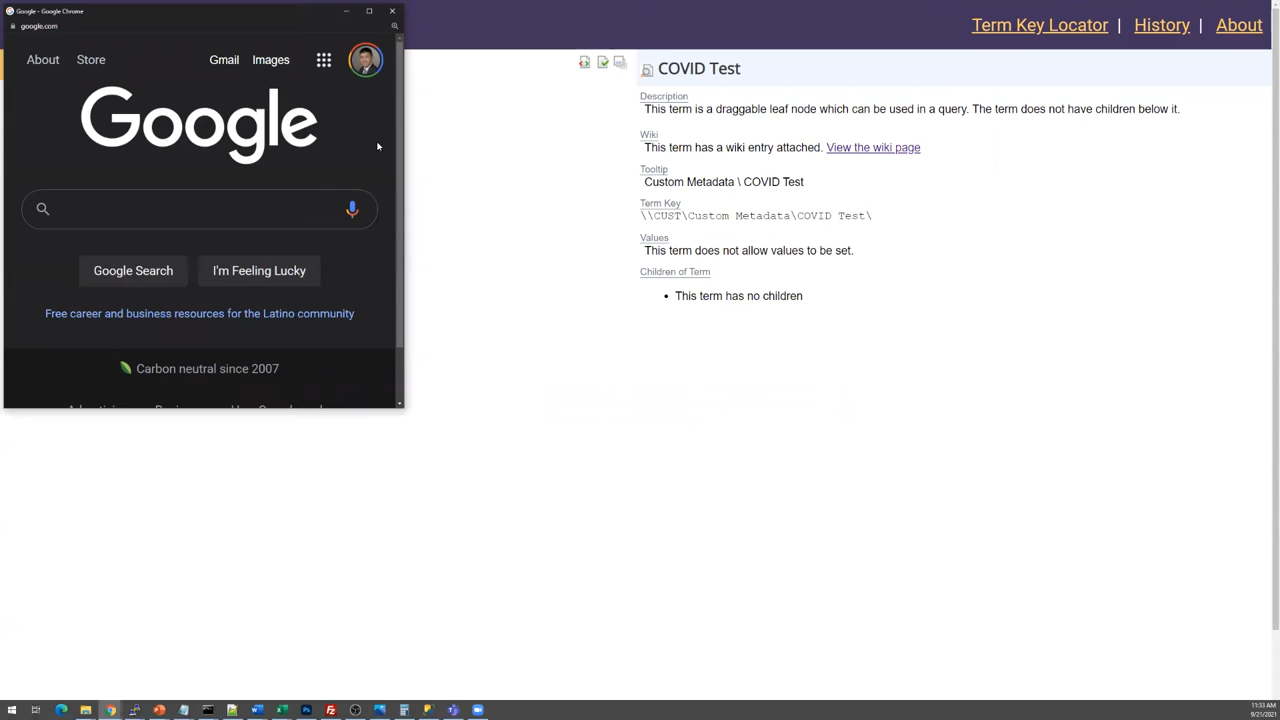 Google - Google Chrome
google.com
About Store Gmail Images
Google
Google Search I'm Feeling Lucky
Free career and business resources for the Latino community
Carbon neutral since 2007
Term Key Locator | History | About
COVID Test
Description
This term is a draggable leaf node which can be used in a query. The term does not have children below it.
Wiki
This term has a wiki entry attached. View the wiki page
Tooltip
Custom Metadata \ COVID Test
Term Key
\\CUST\Custom Metadata\COVID Test\
Values
This term does not allow values to be set.
Children of Term
• This term has no children
11:33 AM
9/21/2021